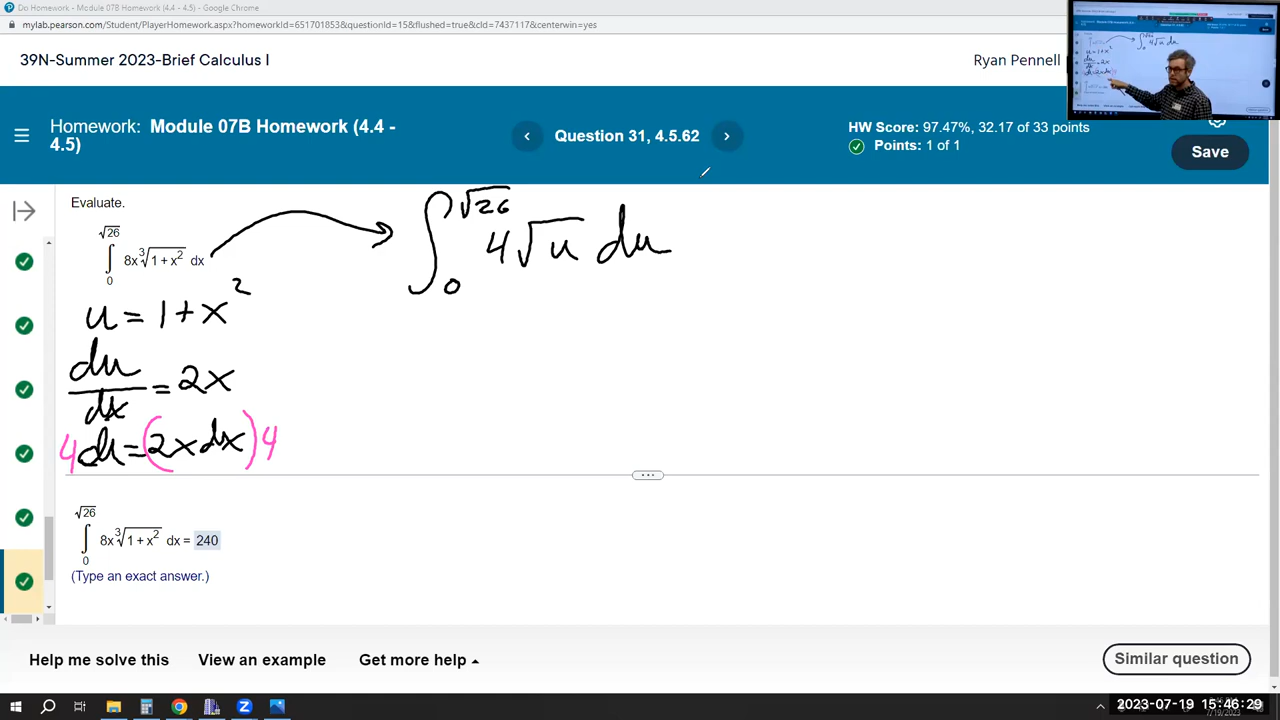 Do Homework - Module 07B Homework (4.4 - 4.5) - Google Chrome
mylab.pearson.com/Student/PlayerHomework.aspx?homeworkId=651701853&questionId=15&flushed=true&cId=7437117&centerwin=yes
39N-Summer 2023-Brief Calculus I
Ryan Pennell
Homework: Module 07B Homework (4.4 - 4.5)
Question 31, 4.5.62
HW Score: 97.47%, 32.17 of 33 points
Points: 1 of 1
Save
Evaluate.
∫₀^√26 8x ∛(1 + x²) dx
∫₀^√26 4√u du
u = 1 + x²
du/dx = 2x
4 du = (2x dx) 4
∫₀^√26 8x ∛(1 + x²) dx = 240
(Type an exact answer.)
Help me solve this
View an example
Get more help
Similar question
2023-07-19 15:46:29